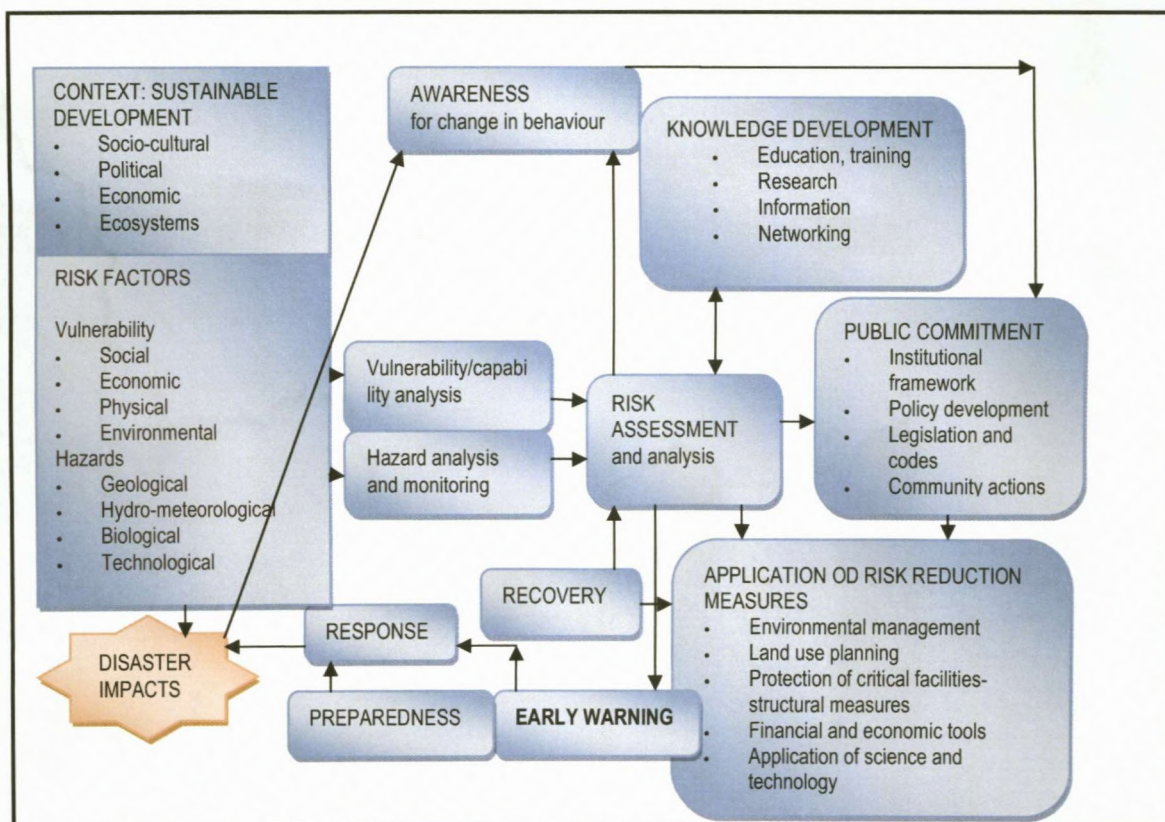 CONTEXT: SUSTAINABLE
DEVELOPMENT
• Socio-cultural
• Political
• Economic
• Ecosystems
RISK FACTORS
Vulnerability
• Social
• Economic
• Physical
• Environmental
Hazards
• Geological
• Hydro-meteorological
• Biological
• Technological
DISASTER
IMPACTS
AWARENESS
for change in behaviour
KNOWLEDGE DEVELOPMENT
• Education, training
• Research
• Information
• Networking
Vulnerability/capabi
lity analysis
Hazard analysis
and monitoring
RISK
ASSESSMENT
and analysis
PUBLIC COMMITMENT
• Institutional
framework
• Policy development
• Legislation and
codes
• Community actions
RECOVERY
RESPONSE
PREPAREDNESS
EARLY WARNING
APPLICATION OD RISK REDUCTION
MEASURES
• Environmental management
• Land use planning
• Protection of critical facilities-
structural measures
• Financial and economic tools
• Application of science and
technology